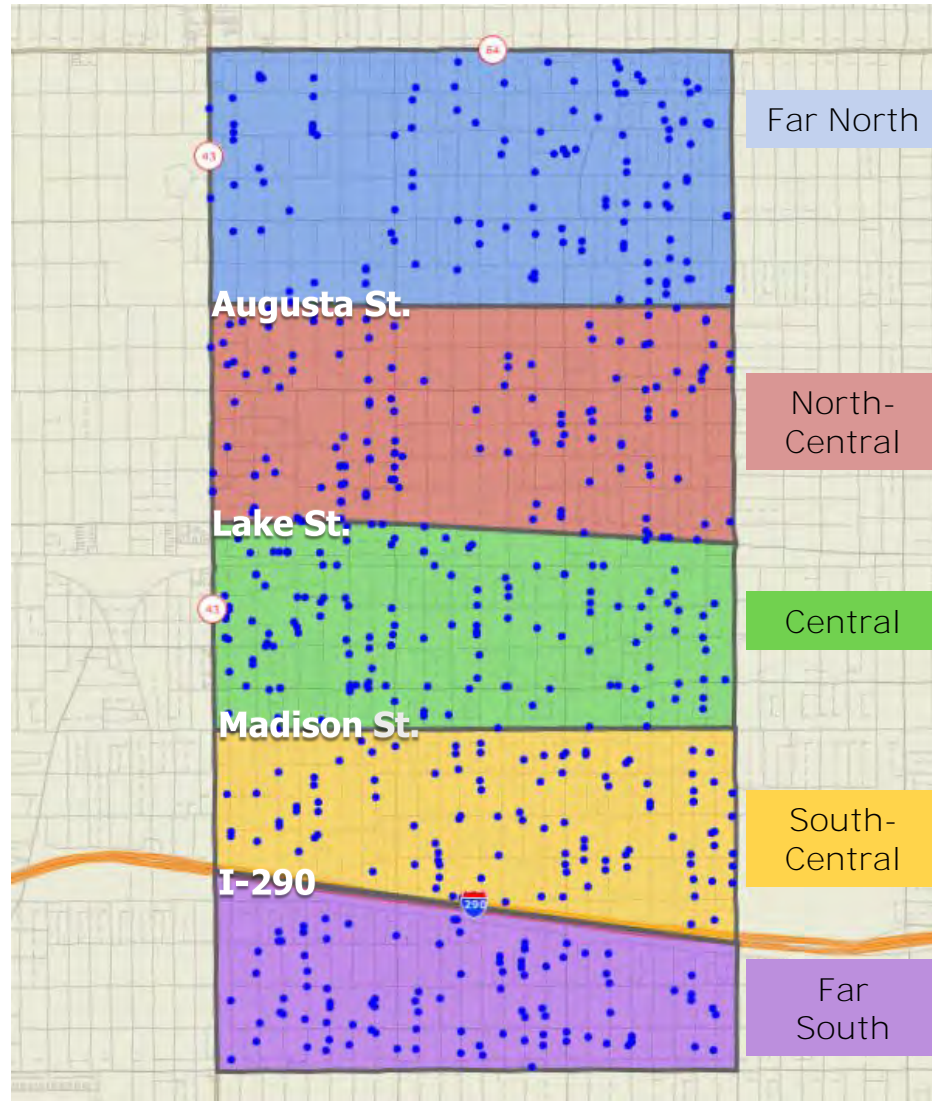 64
Far North
43
Augusta St.
North-
Central
Lake St.
43
Central
Madison St.
South-
Central
I-290
290
Far
South